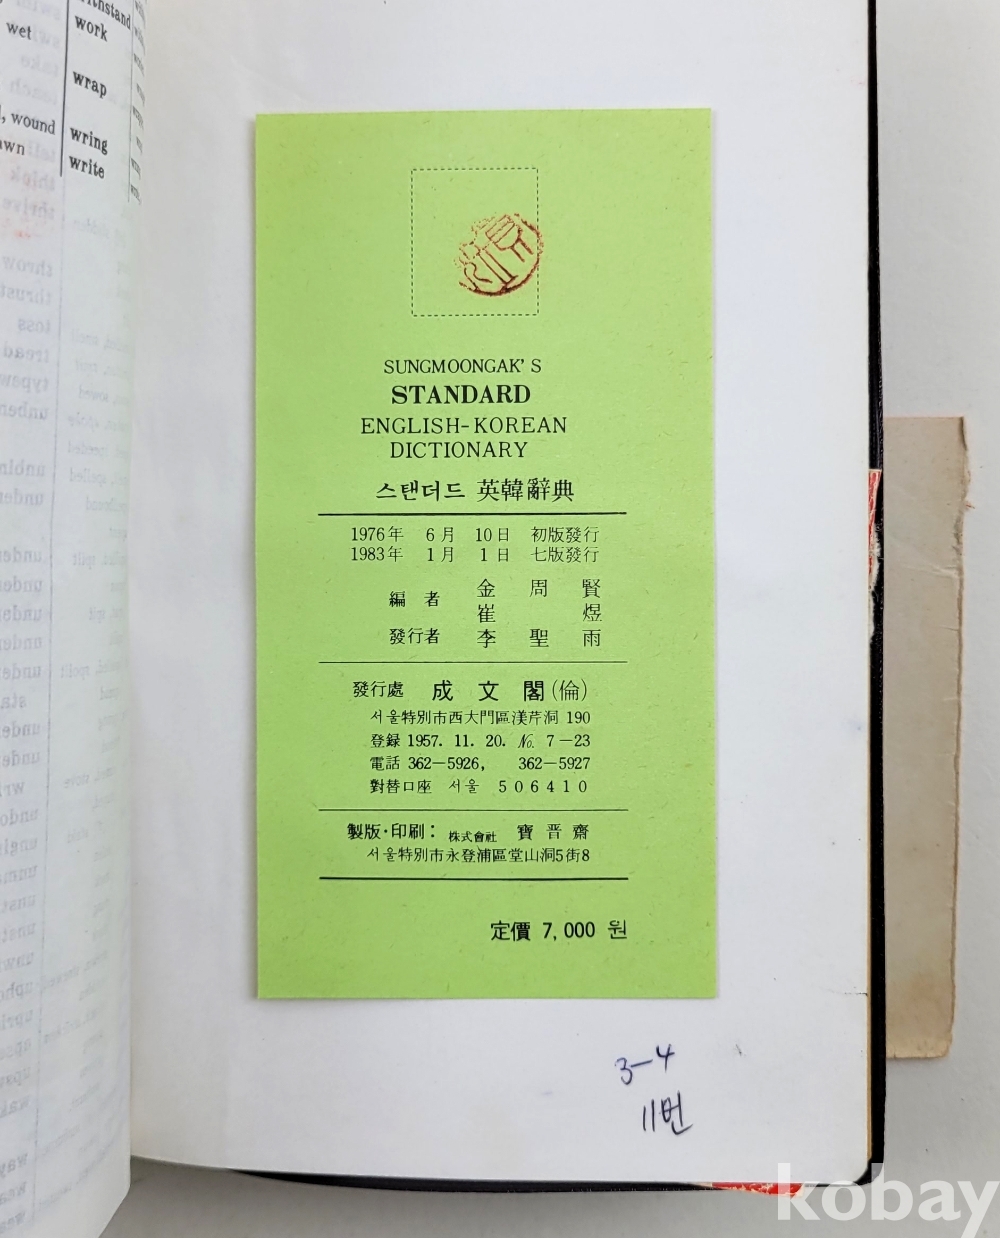 wet
work
wrap
wound
wring
write
SUNGMOONGAK'S
STANDARD
ENGLISH-KOREAN
DICTIONARY
스탠더드 英韓辭典
1976年 6月 10日 初版發行
1983年 1月 1日 七版發行
編者 金周賢
崔煜
發行者 李聖雨
發行處 成文閣(倫)
서울特別市西大門區渼芹洞 190
登録 1957. 11. 20. № 7-23
電話 362-5926, 362-5927
對替口座 서울 506410
製版·印刷: 株式會社 寶晋齋
서울特別市永登浦區堂山洞5街8
定價 7,000 원
3-4
11번
kobay